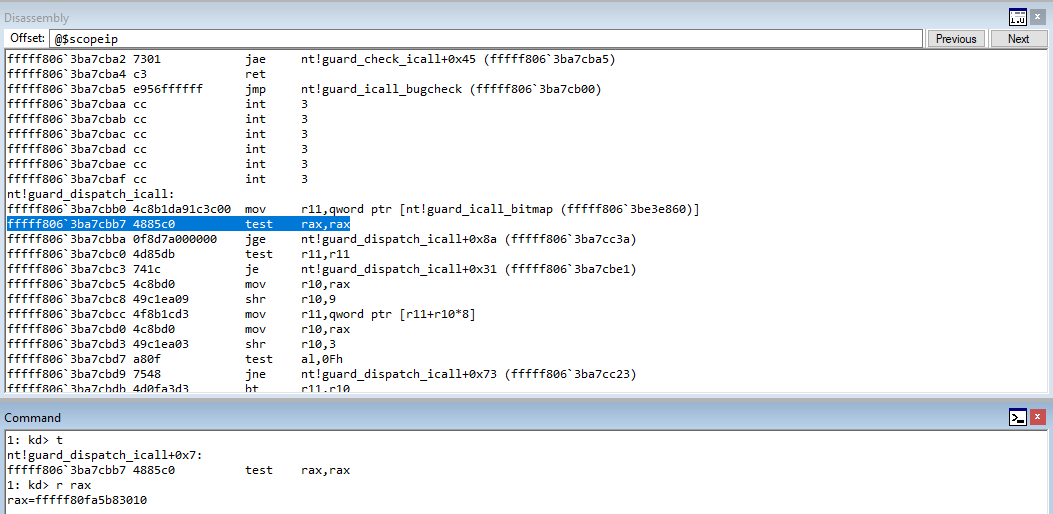 Disassembly
Offset: @$scopeip Previous Next
fffff806`3ba7cba2 7301 jae nt!guard_check_icall+0x45 (fffff806`3ba7cba5)
fffff806`3ba7cba4 c3 ret
fffff806`3ba7cba5 e956ffffff jmp nt!guard_icall_bugcheck (fffff806`3ba7cb00)
fffff806`3ba7cbaa cc int 3
fffff806`3ba7cbab cc int 3
fffff806`3ba7cbac cc int 3
fffff806`3ba7cbad cc int 3
fffff806`3ba7cbae cc int 3
fffff806`3ba7cbaf cc int 3
nt!guard_dispatch_icall:
fffff806`3ba7cbb0 4c8b1da91c3c00 mov r11,qword ptr [nt!guard_icall_bitmap (fffff806`3be3e860)]
fffff806`3ba7cbb7 4885c0 test rax,rax
fffff806`3ba7cbba 0f8d7a000000 jge nt!guard_dispatch_icall+0x8a (fffff806`3ba7cc3a)
fffff806`3ba7cbc0 4d85db test r11,r11
fffff806`3ba7cbc3 741c je nt!guard_dispatch_icall+0x31 (fffff806`3ba7cbe1)
fffff806`3ba7cbc5 4c8bd0 mov r10,rax
fffff806`3ba7cbc8 49c1ea09 shr r10,9
fffff806`3ba7cbcc 4f8b1cd3 mov r11,qword ptr [r11+r10*8]
fffff806`3ba7cbd0 4c8bd0 mov r10,rax
fffff806`3ba7cbd3 49c1ea03 shr r10,3
fffff806`3ba7cbd7 a80f test al,0Fh
fffff806`3ba7cbd9 7548 jne nt!guard_dispatch_icall+0x73 (fffff806`3ba7cc23)
fffff806`3ba7cbdb 4d0fa3d3 bt r11,r10
Command
1: kd> t
nt!guard_dispatch_icall+0x7:
fffff806`3ba7cbb7 4885c0 test rax,rax
1: kd> r rax
rax=fffff80fa5b83010